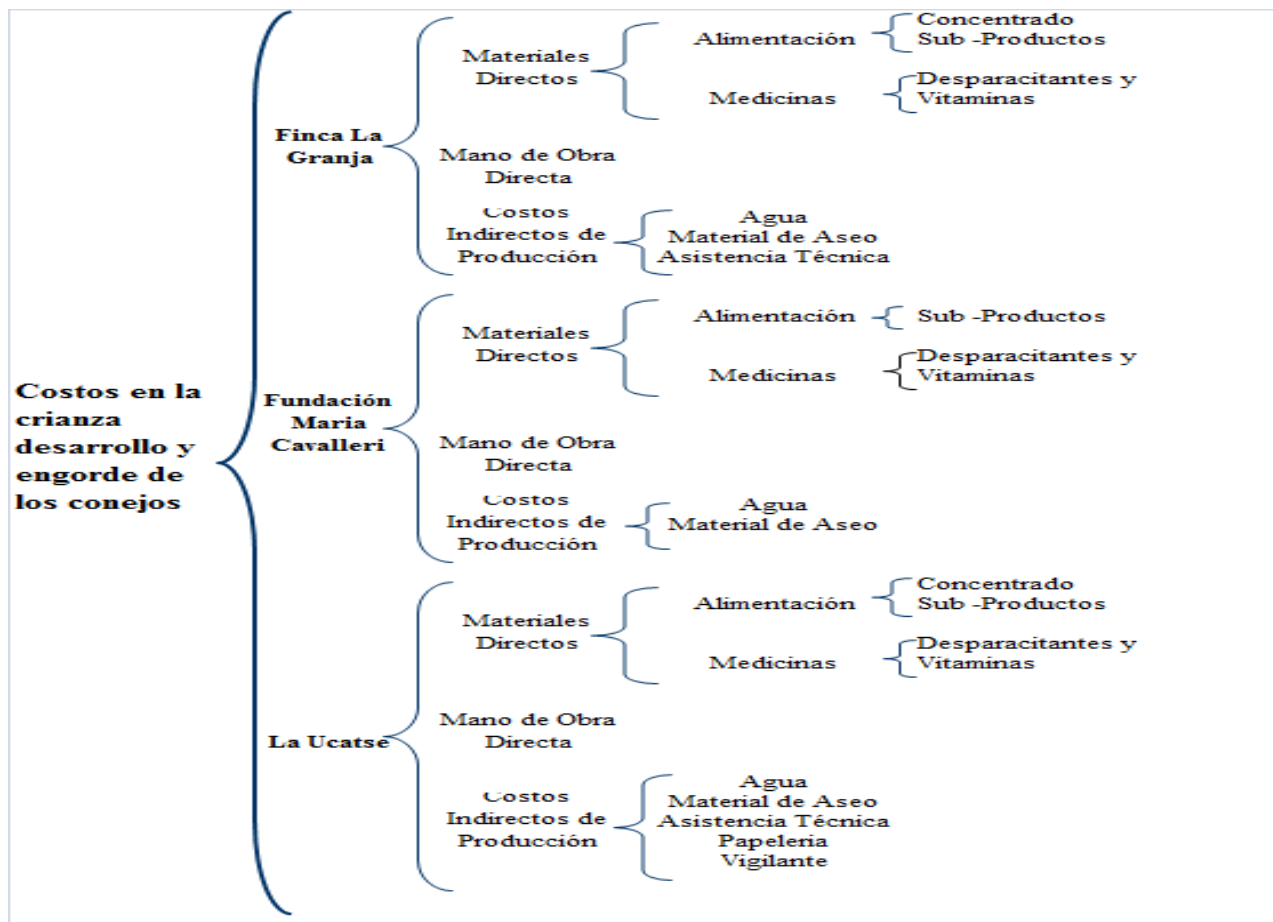 Costos en la
crianza
desarrollo y
engorde de
los conejos
Finca La
Granja
Materiales
Directos
Alimentación
Concentrado
Sub -Productos
Medicinas
Desparacitantes y
Vitaminas
Mano de Obra
Directa
Costos
Indirectos de
Producción
Agua
Material de Aseo
Asistencia Técnica
Fundación
Maria
Cavalleri
Materiales
Directos
Alimentación
Sub -Productos
Medicinas
Desparacitantes y
Vitaminas
Mano de Obra
Directa
Costos
Indirectos de
Producción
Agua
Material de Aseo
La Ucatse
Materiales
Directos
Alimentación
Concentrado
Sub -Productos
Medicinas
Desparacitantes y
Vitaminas
Mano de Obra
Directa
Costos
Indirectos de
Producción
Agua
Material de Aseo
Asistencia Técnica
Papeleria
Vigilante